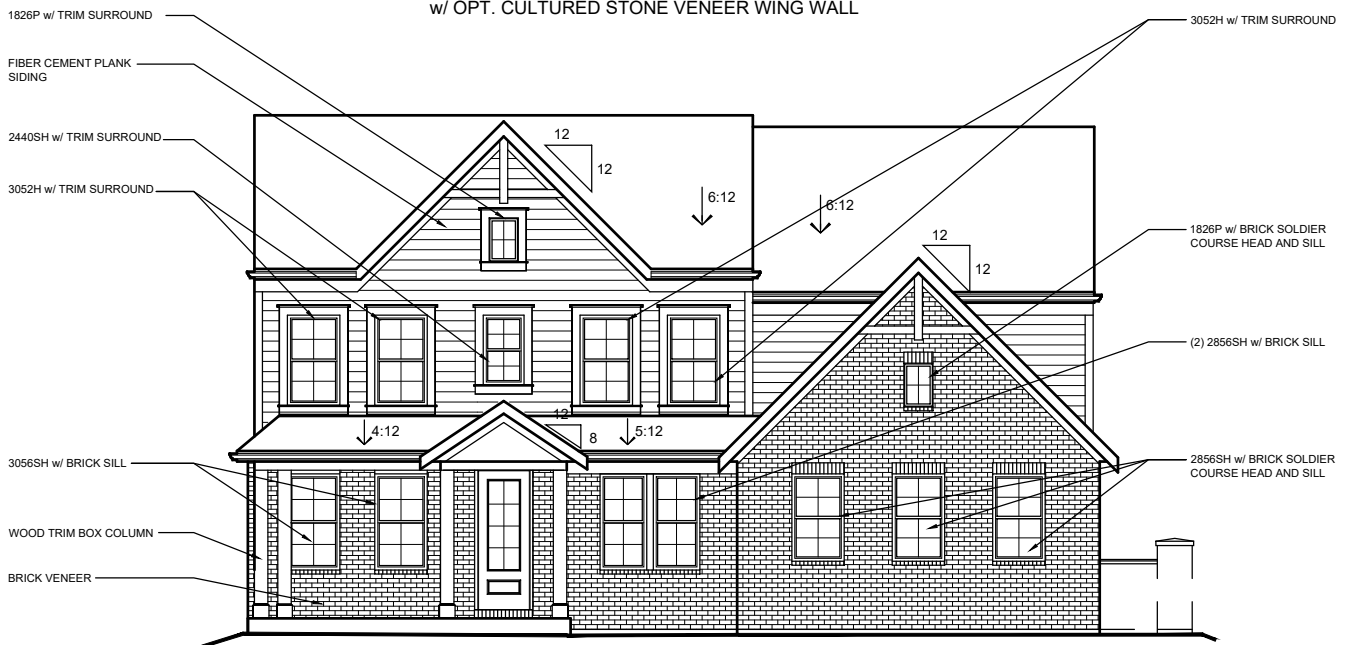 w/ OPT. CULTURED STONE VENEER WING WALL
1826P w/ TRIM SURROUND
FIBER CEMENT PLANK
SIDING
2440SH w/ TRIM SURROUND
3052H w/ TRIM SURROUND
3056SH w/ BRICK SILL
WOOD TRIM BOX COLUMN
BRICK VENEER
12
12
6:12
6:12
12
12
4:12
12
8
5:12
3052H w/ TRIM SURROUND
1826P w/ BRICK SOLDIER
COURSE HEAD AND SILL
(2) 2856SH w/ BRICK SILL
2856SH w/ BRICK SOLDIER
COURSE HEAD AND SILL